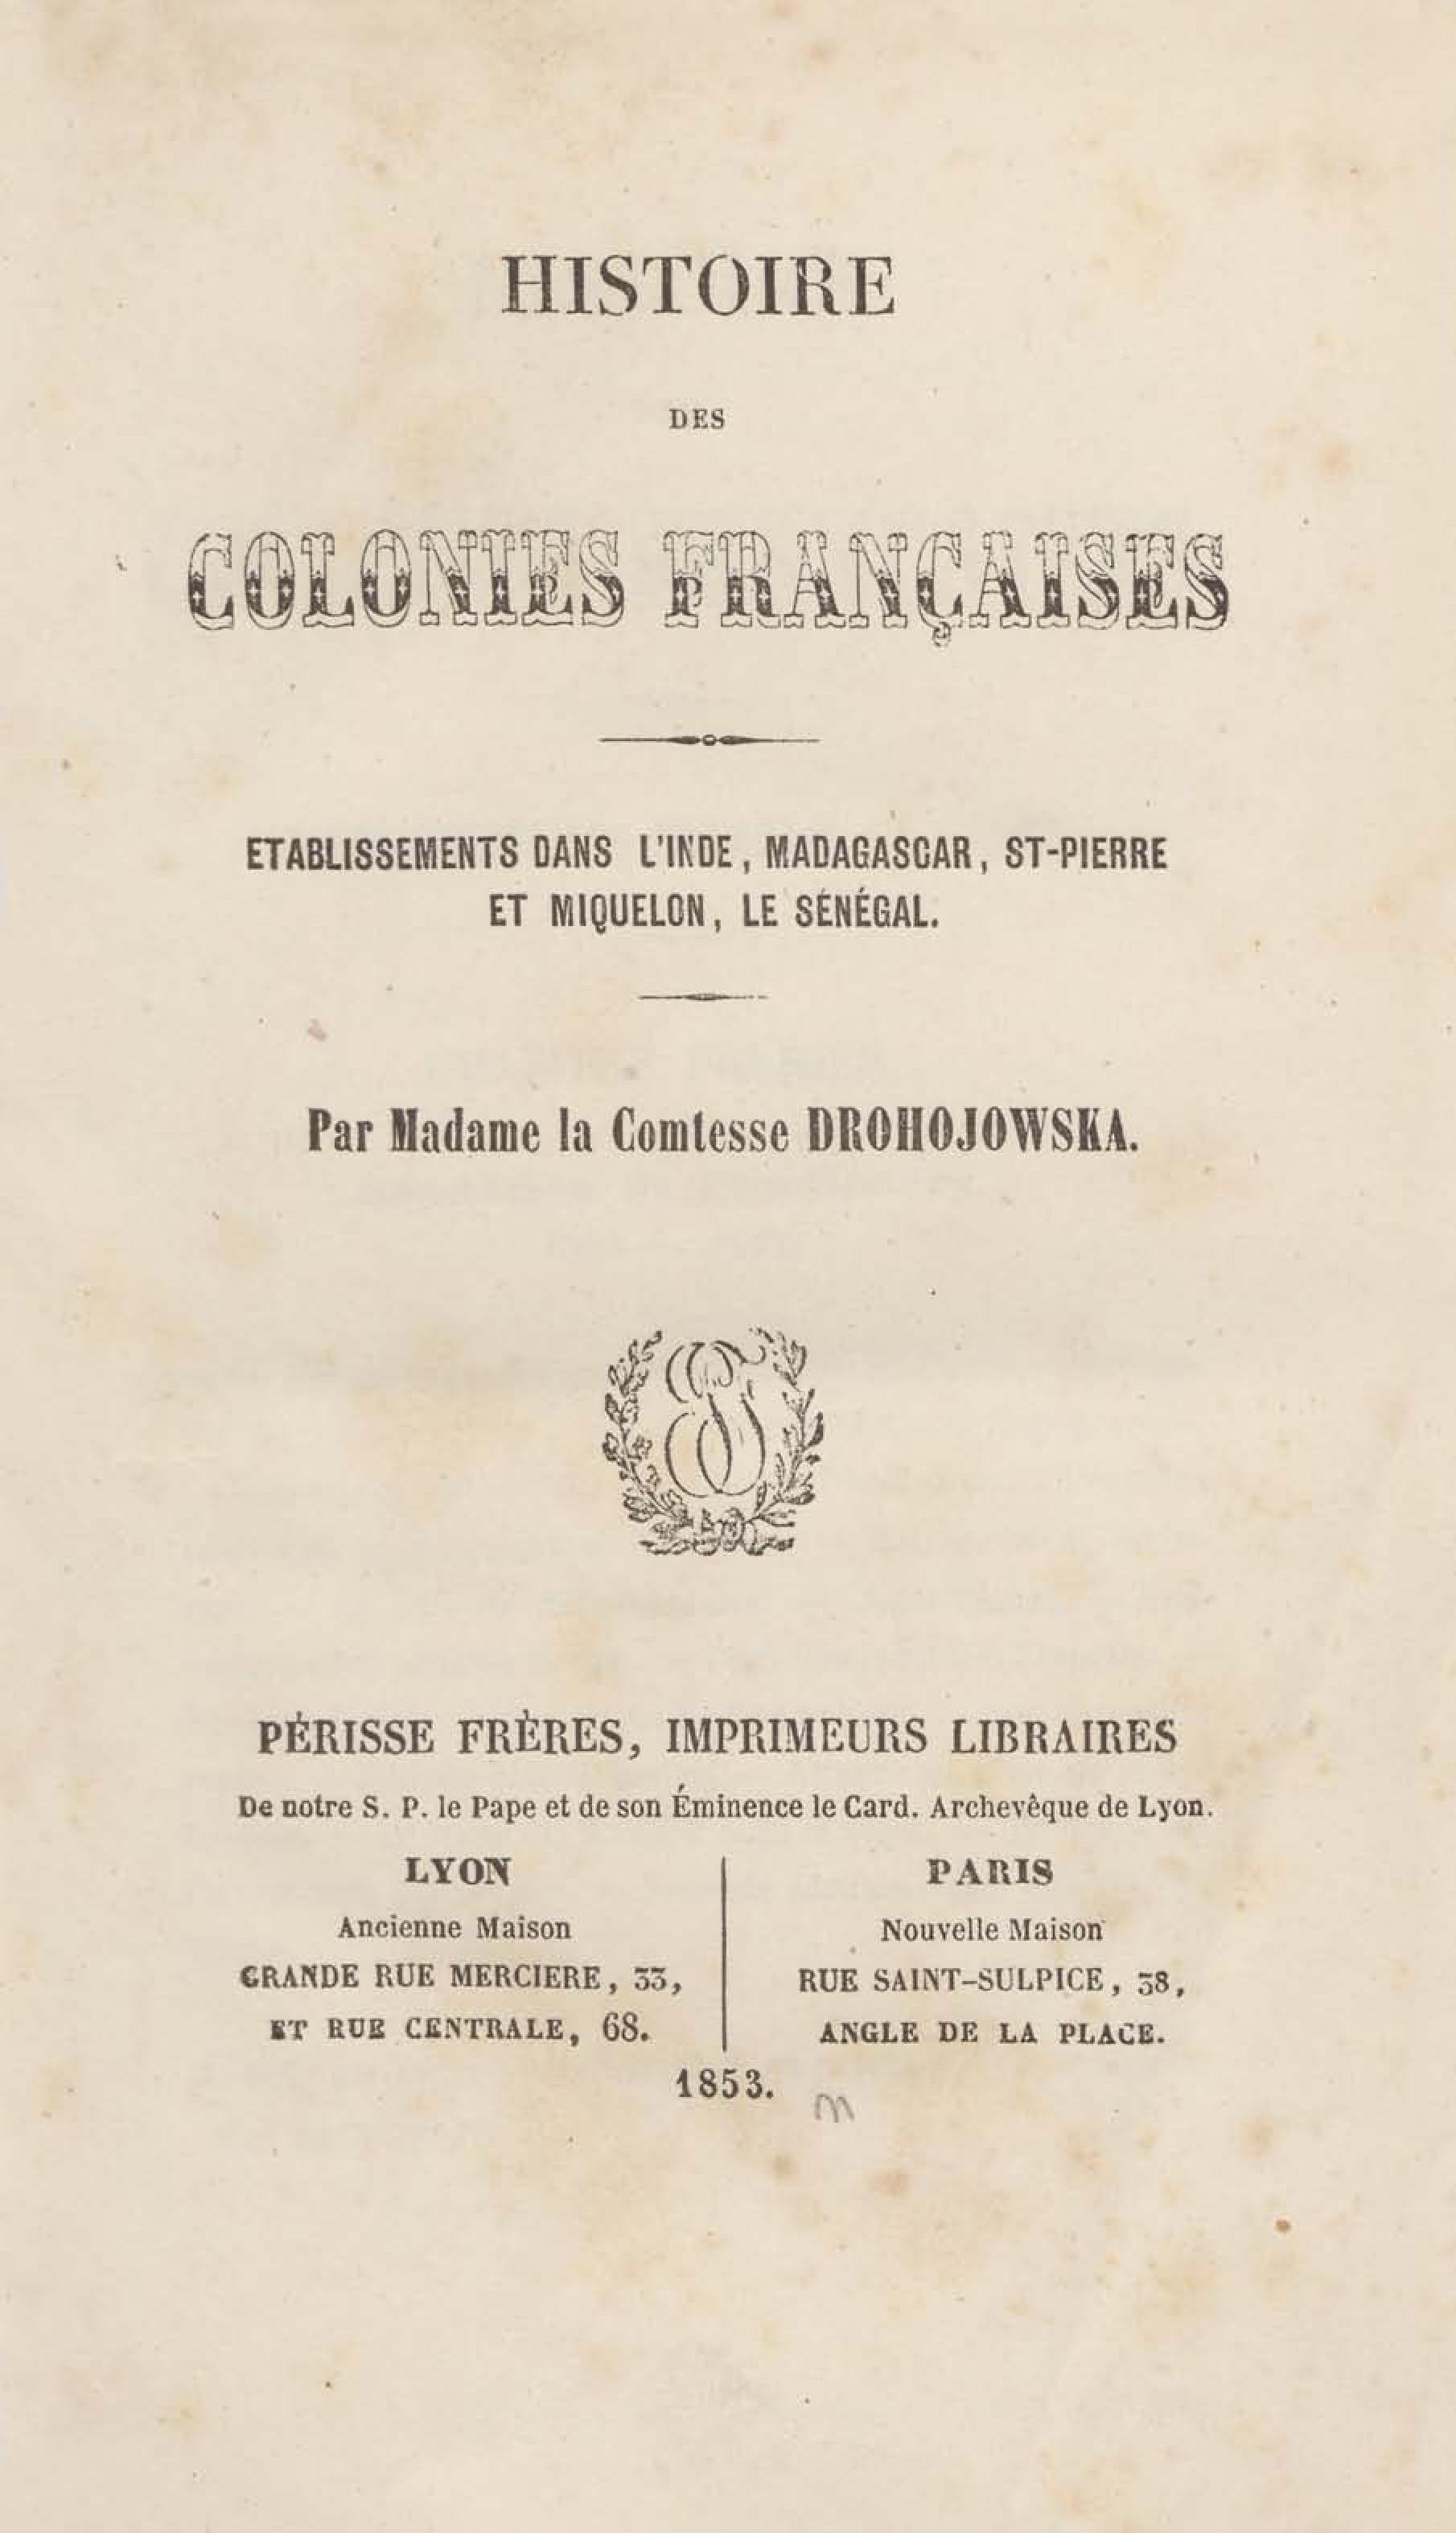 HISTOIRE
DES
COLONIES FRANÇAISES
ETABLISSEMENTS DANS L'INDE, MADAGASCAR, ST-PIERRE
ET MIQUELON, LE SÉNÉGAL.
Par Madame la Comtesse DROHOJOWSKA.
PÉRISSE FRÈRES, IMPRIMEURS LIBRAIRES
De notre S. P. le Pape et de son Éminence le Card. Archevêque de Lyon.
LYON
Ancienne Maison
GRANDE RUE MERCIERE, 33,
ET RUE CENTRALE, 68.
PARIS
Nouvelle Maison
RUE SAINT-SULPICE, 38,
ANGLE DE LA PLACE.
1853.